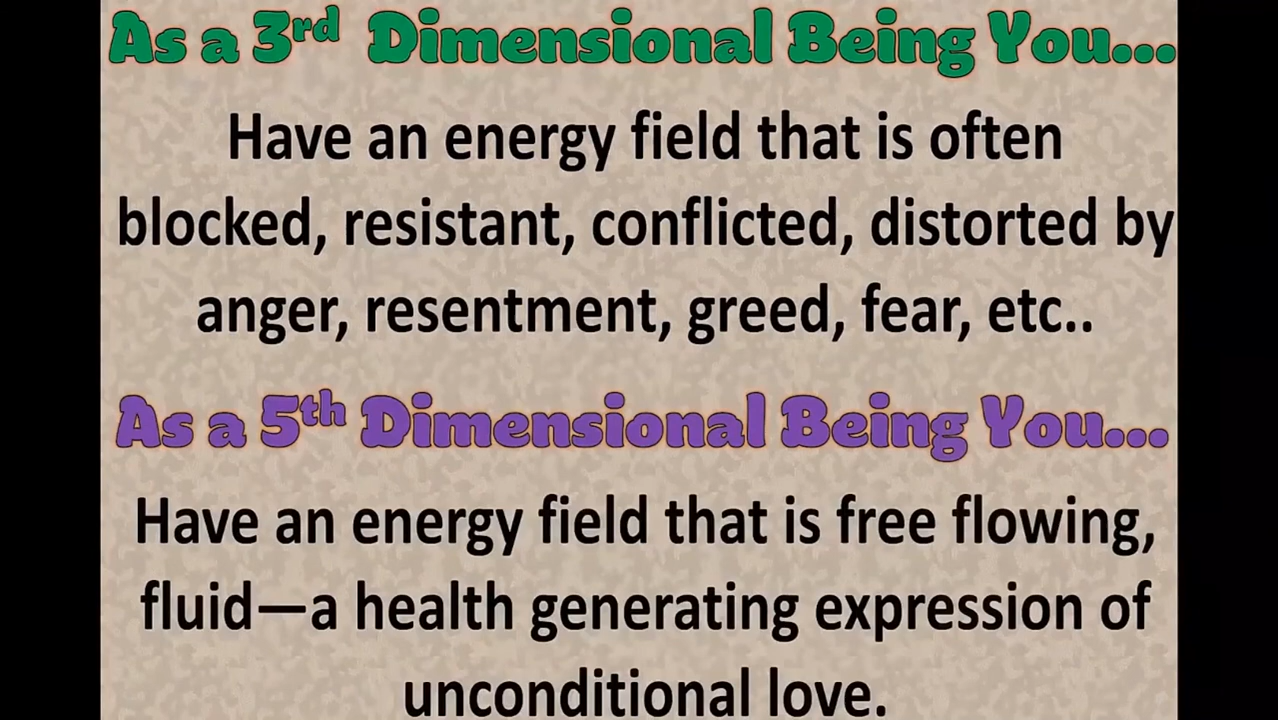 As a 3rd Dimensional Being You...
Have an energy field that is often
blocked, resistant, conflicted, distorted by
anger, resentment, greed, fear, etc..
As a 5th Dimensional Being You...
Have an energy field that is free flowing,
fluid—a health generating expression of
unconditional love.